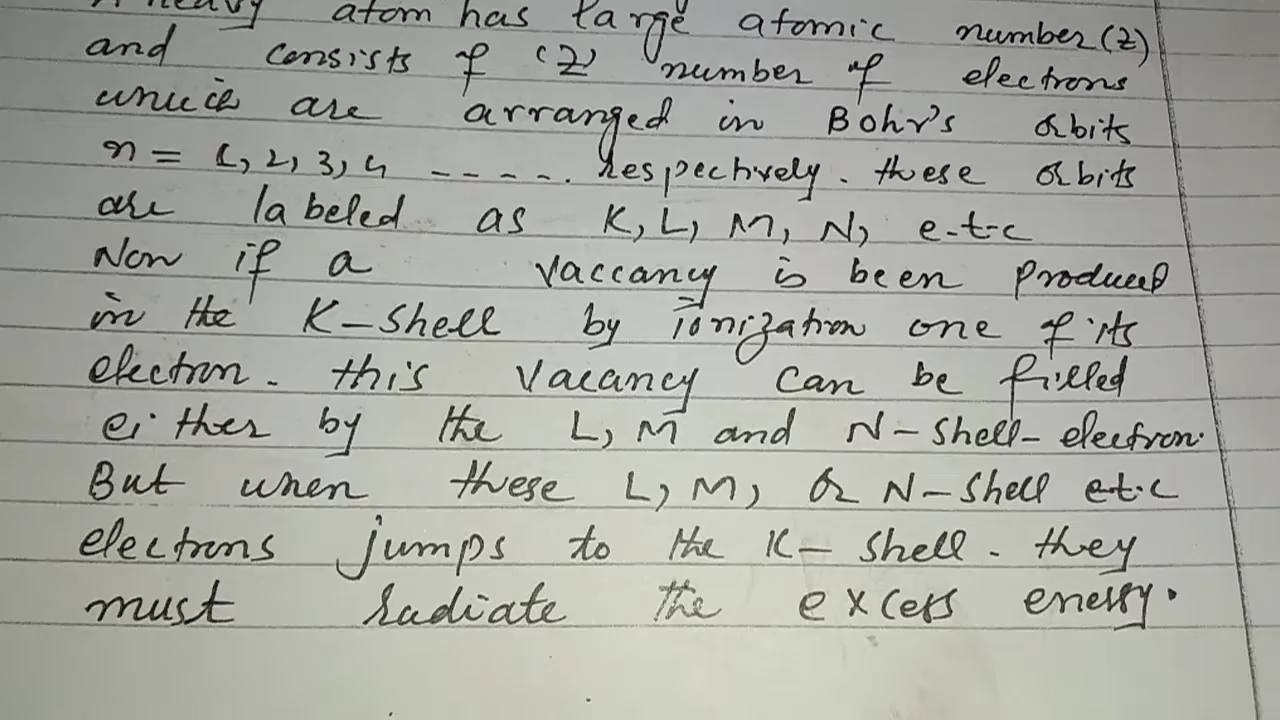 A heavy atom has large atomic number (Z)
and consists of (Z) number of electrons
which are arranged in Bohr's orbits
n = 1, 2, 3, 4 ----- respectively. these orbits
are labeled as K, L, M, N, e-t-c
Now if a vaccancy is been produced
in the K-shell by ionization one of its
electron. this vacancy can be filled
either by the L, M and N-shell-electron.
But when these L, M, or N-shell e.t.c
electrons jumps to the K-shell. they
must radiate the excess energy.